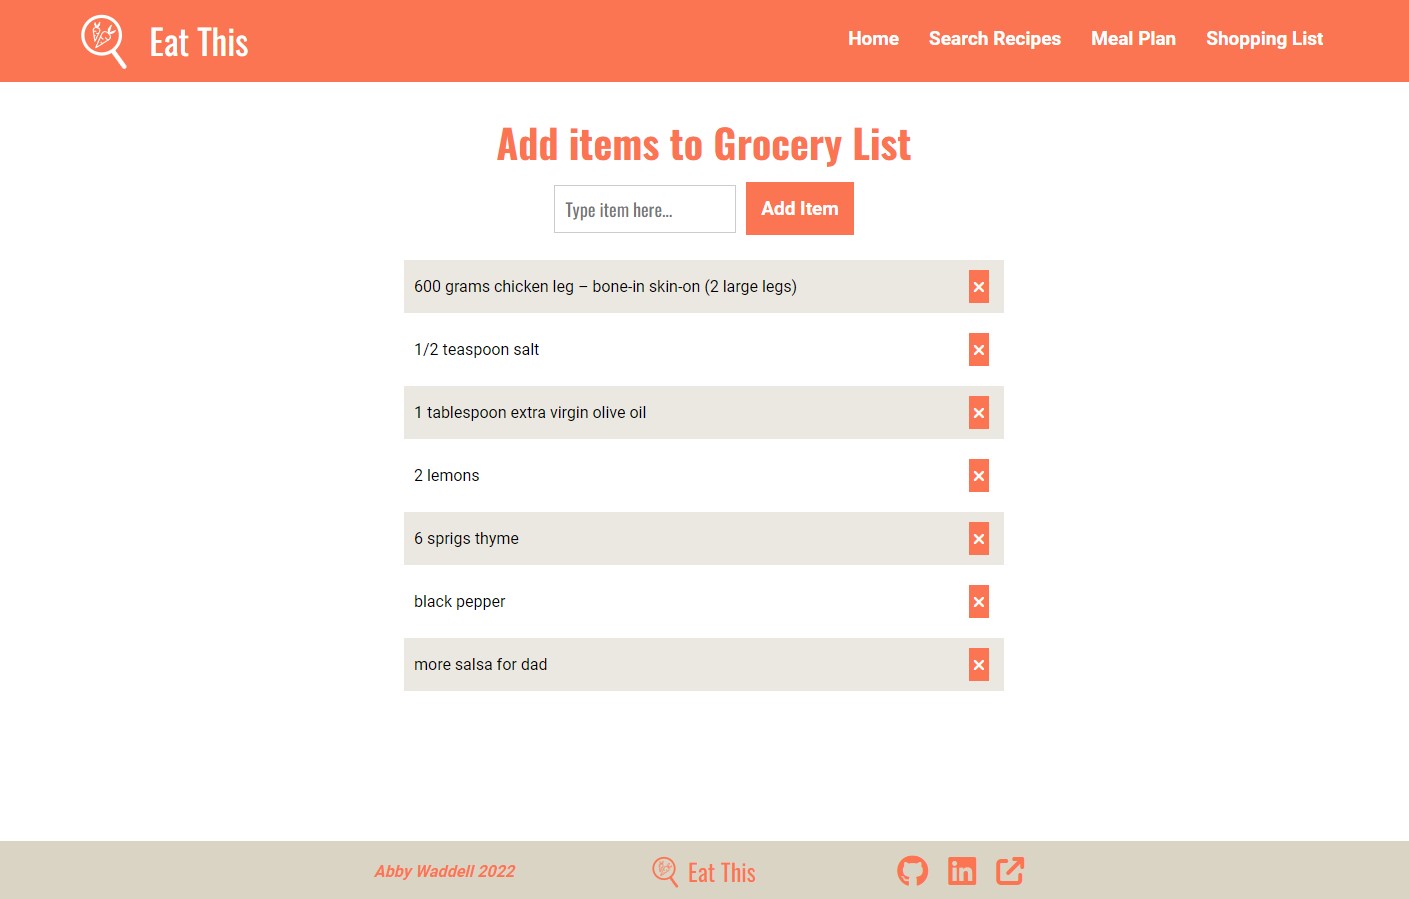 Eat This
Home Search Recipes Meal Plan Shopping List
Add items to Grocery List
Type item here...
Add Item
600 grams chicken leg – bone-in skin-on (2 large legs)
1/2 teaspoon salt
1 tablespoon extra virgin olive oil
2 lemons
6 sprigs thyme
black pepper
more salsa for dad
Abby Waddell 2022
Eat This
in